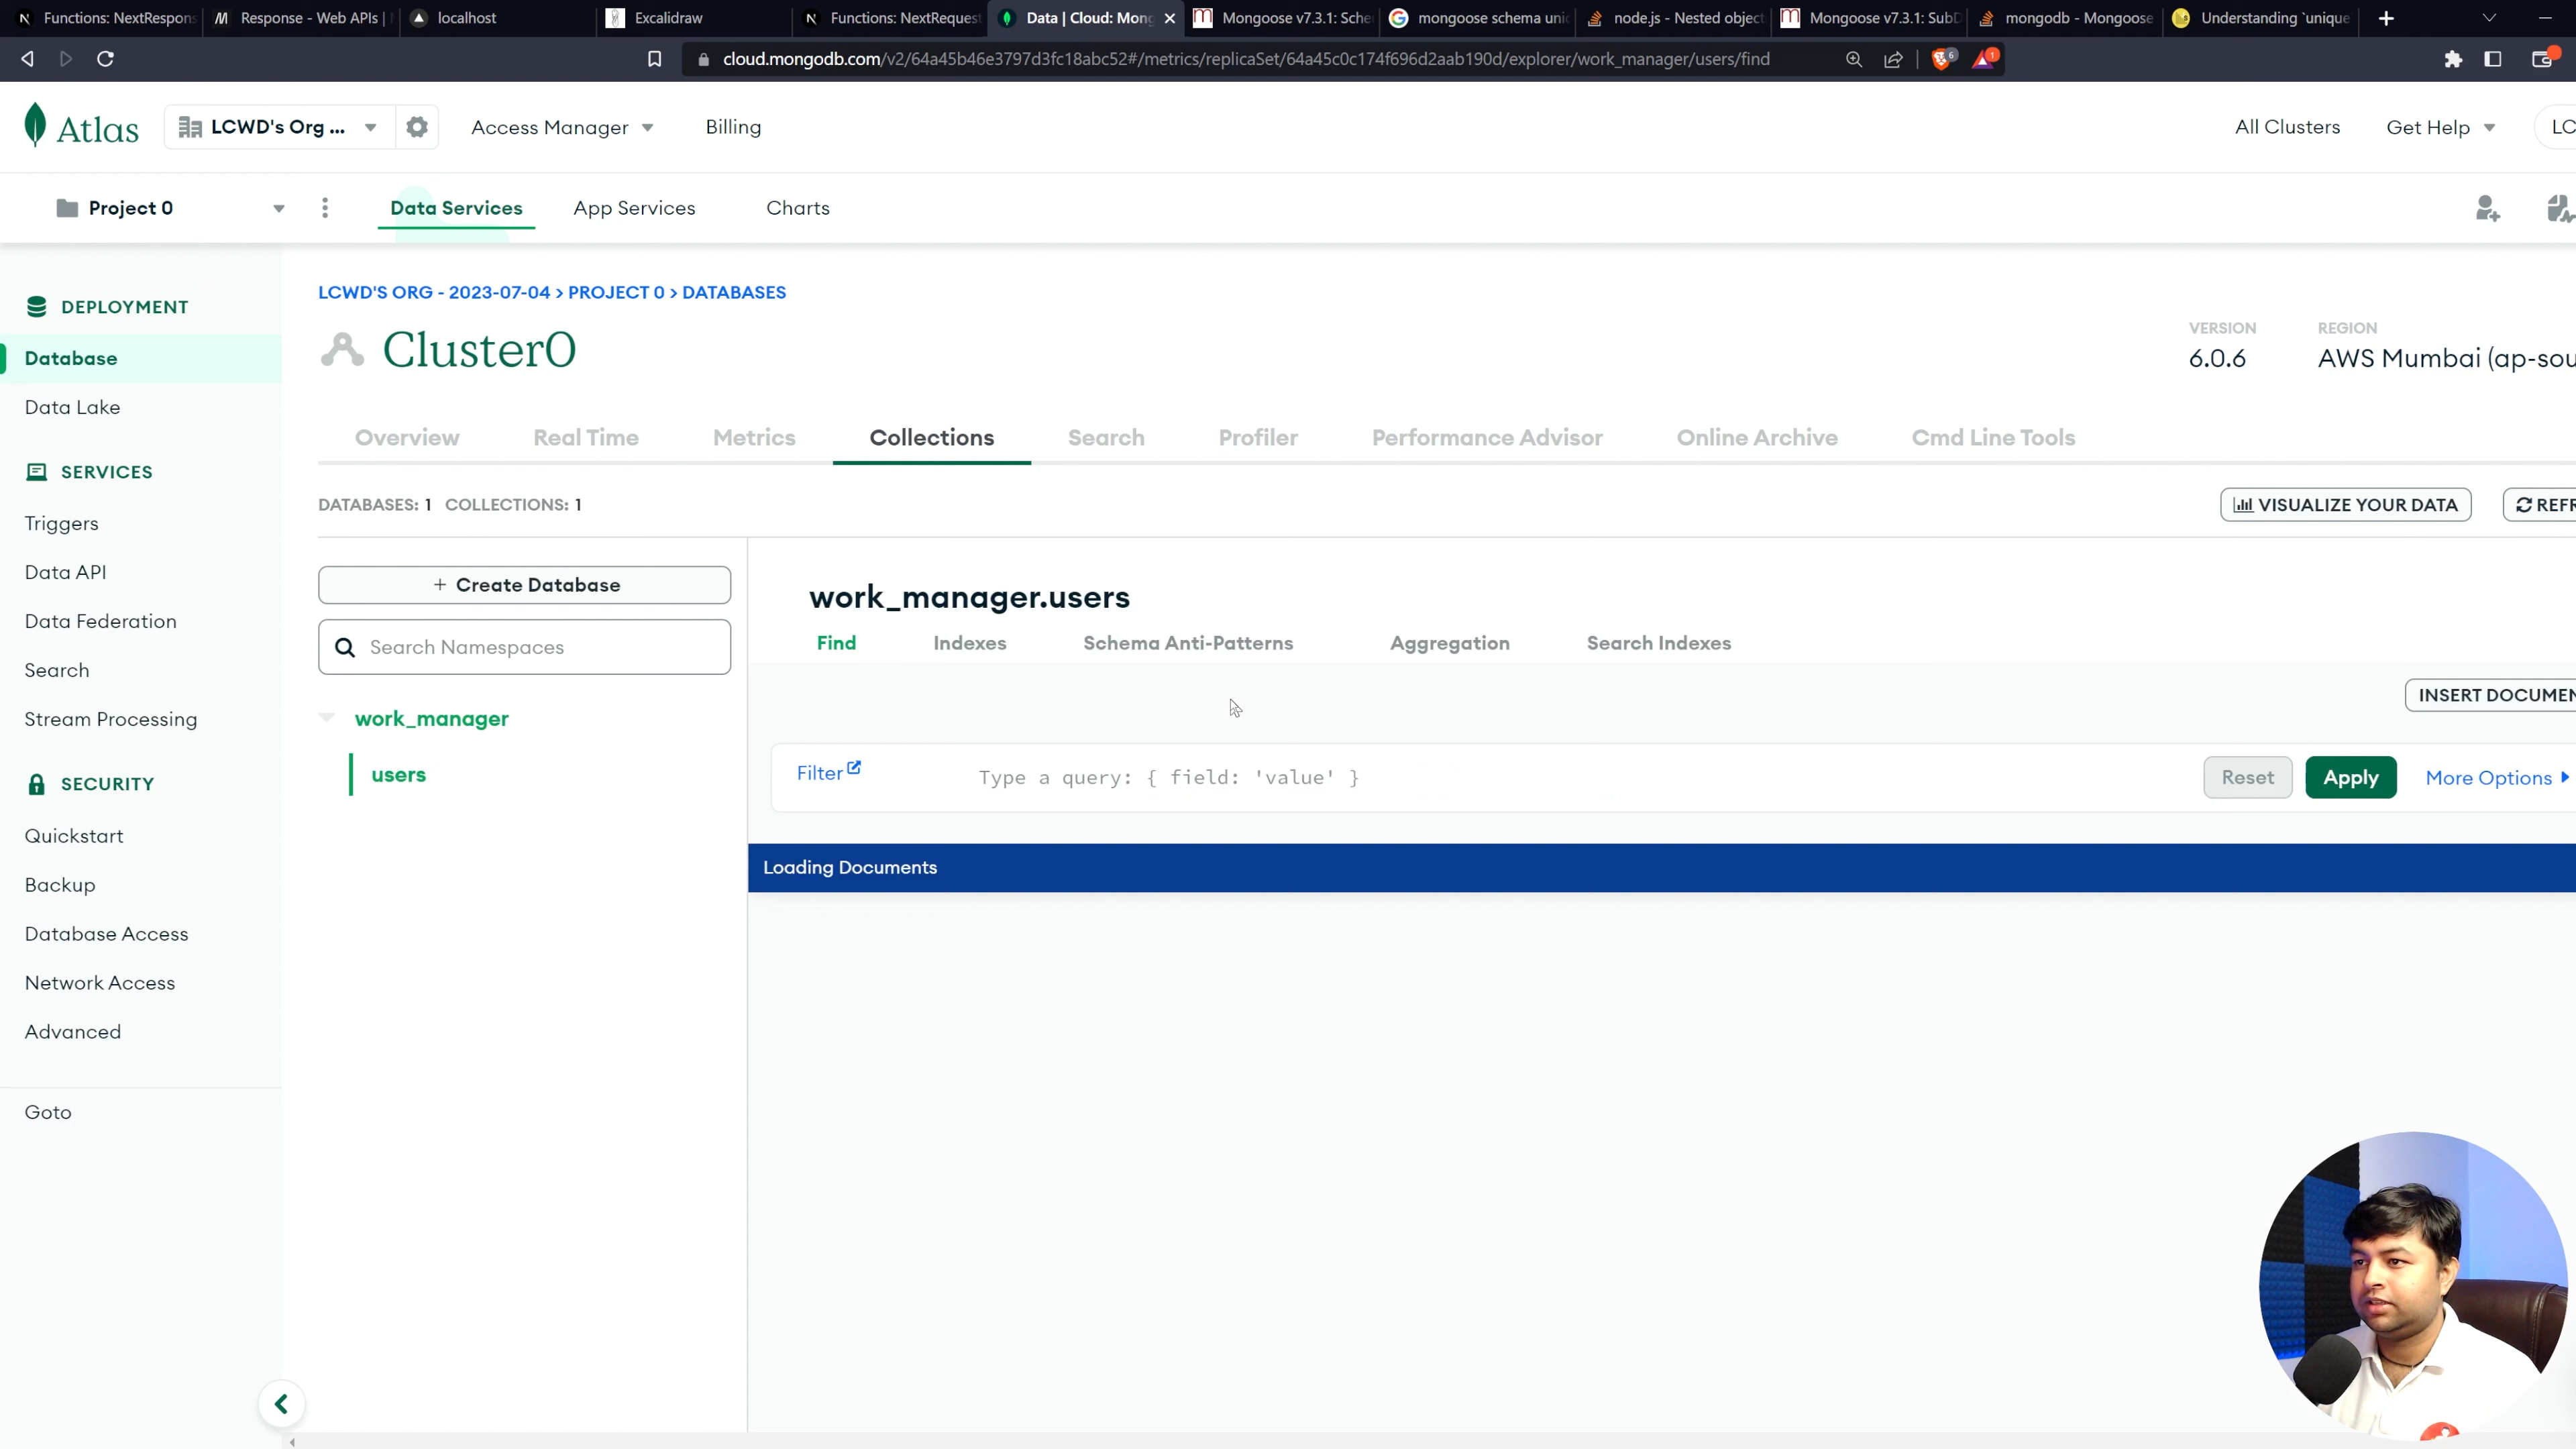 Functions: NextRespons
Response - Web APIs |
localhost
Excalidraw
Functions: NextRequest
Data | Cloud: Mong
Mongoose v7.3.1: Sche
mongoose schema uni
node.js - Nested object
Mongoose v7.3.1: SubD
mongodb - Mongoose
Understanding `unique`
cloud.mongodb.com/v2/64a45b46e3797d3fc18abc52#/metrics/replicaSet/64a45c0c174f696d2aab190d/explorer/work_manager/users/find
6
1
Atlas
LCWD's Org ...
Access Manager
Billing
All Clusters
Get Help
LC
Project 0
Data Services
App Services
Charts
DEPLOYMENT
Database
Data Lake
SERVICES
Triggers
Data API
Data Federation
Search
Stream Processing
SECURITY
Quickstart
Backup
Database Access
Network Access
Advanced
Goto
LCWD'S ORG - 2023-07-04 > PROJECT 0 > DATABASES
Cluster0
VERSION
6.0.6
REGION
AWS Mumbai (ap-sou
Overview
Real Time
Metrics
Collections
Search
Profiler
Performance Advisor
Online Archive
Cmd Line Tools
DATABASES: 1 COLLECTIONS: 1
VISUALIZE YOUR DATA
REFR
+ Create Database
Search Namespaces
work_manager
users
work_manager.users
Find
Indexes
Schema Anti-Patterns
Aggregation
Search Indexes
INSERT DOCUMEN
Filter
Type a query: { field: 'value' }
Reset
Apply
More Options
Loading Documents